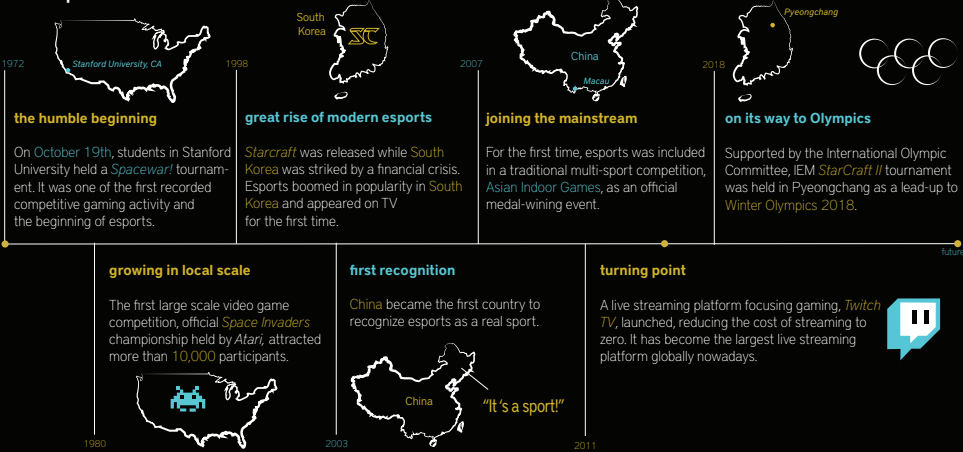 South
Korea
SC
Pyeongchang
China
Macau
Stanford University, CA
1972
1998
2007
2018
the humble beginning
On October 19th, students in Stanford
University held a Spacewar! tournam-
ent. It was one of the first recorded
competitive gaming activity and
the beginning of esports.
great rise of modern esports
Starcraft was released while South
Korea was striked by a financial crisis.
Esports boomed in popularity in South
Korea and appeared on TV
for the first time.
joining the mainstream
For the first time, esports was included
in a traditional multi-sport competition,
Asian Indoor Games, as an official
medal-wining event.
on its way to Olympics
Supported by the International Olympic
Committee, IEM StarCraft II tournament
was held in Pyeongchang as a lead-up to
Winter Olympics 2018.
future
growing in local scale
The first large scale video game
competition, official Space Invaders
championship held by Atari, attracted
more than 10,000 participants.
first recognition
China became the first country to
recognize esports as a real sport.
China
“It ‘s a sport!”
turning point
A live streaming platform focusing gaming, Twitch
TV, launched, reducing the cost of streaming to
zero. It has become the largest live streaming
platform globally nowadays.
1980
2003
2011